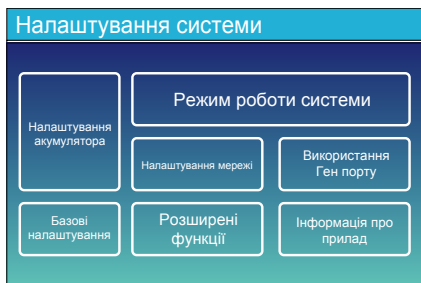 Налаштування системи
Налаштування
акумулятора
Режим роботи системи
Налаштування мережі
Використання
Ген порту
Базові
налаштування
Розширені
функції
Інформація про
прилад